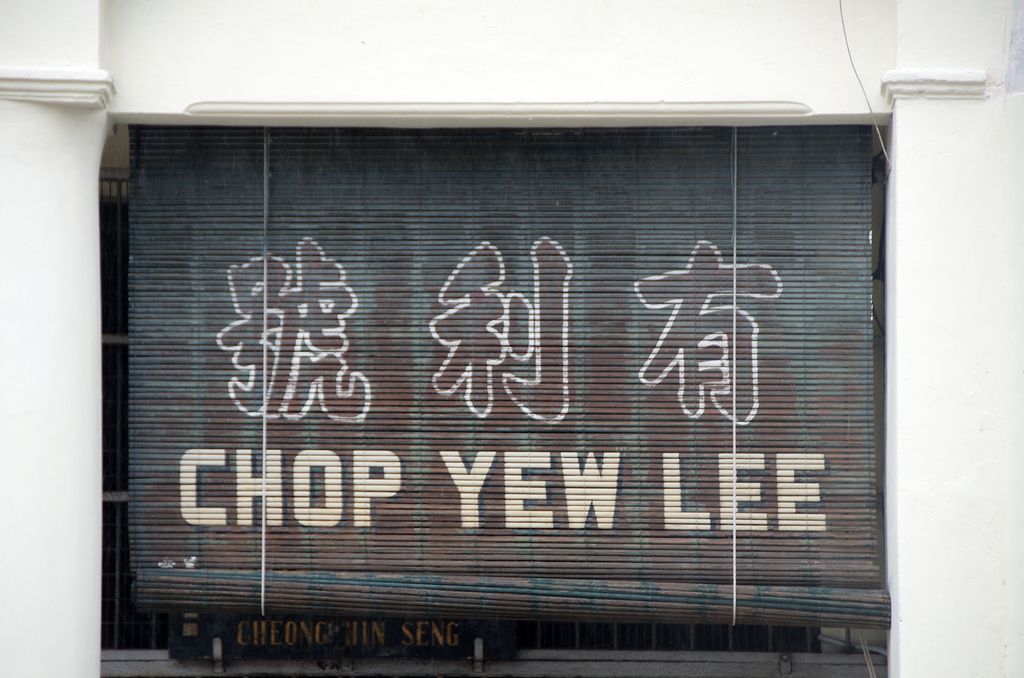 有利號
CHOP YEW LEE
CHEONG SENG